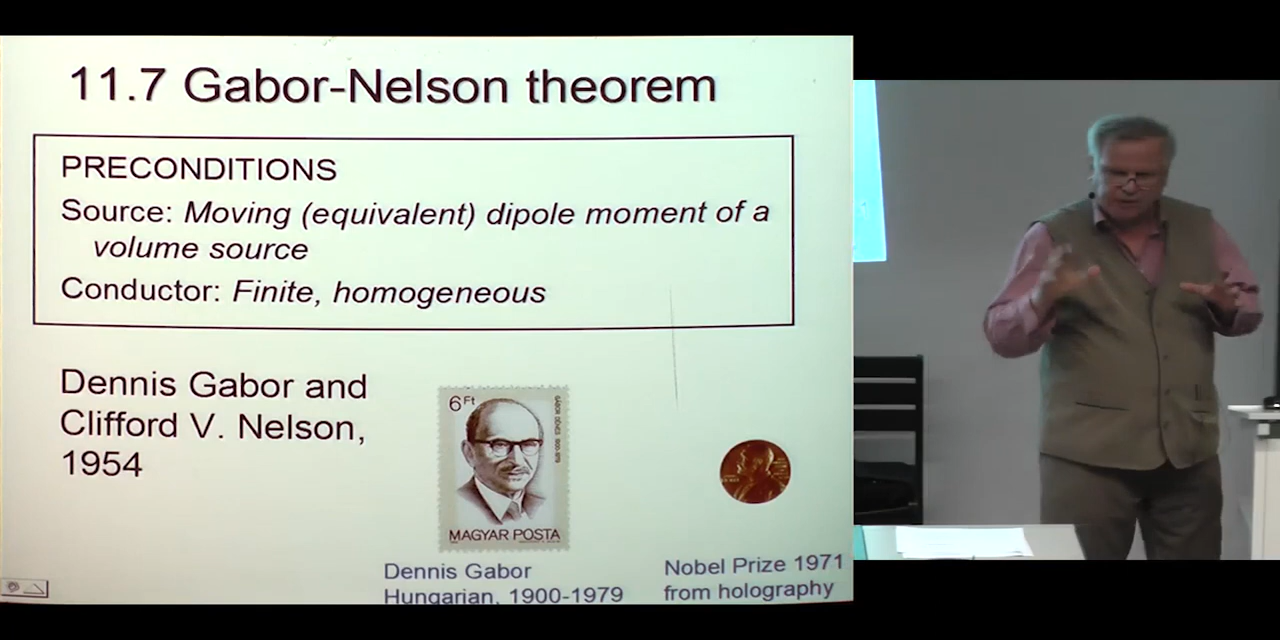 11.7 Gabor-Nelson theorem
PRECONDITIONS
Source: Moving (equivalent) dipole moment of a
volume source
Conductor: Finite, homogeneous
Dennis Gabor and
Clifford V. Nelson,
1954
6Ft
MAGYAR POSTA
Dennis Gabor
Hungarian, 1900-1979
Nobel Prize 1971
from holography